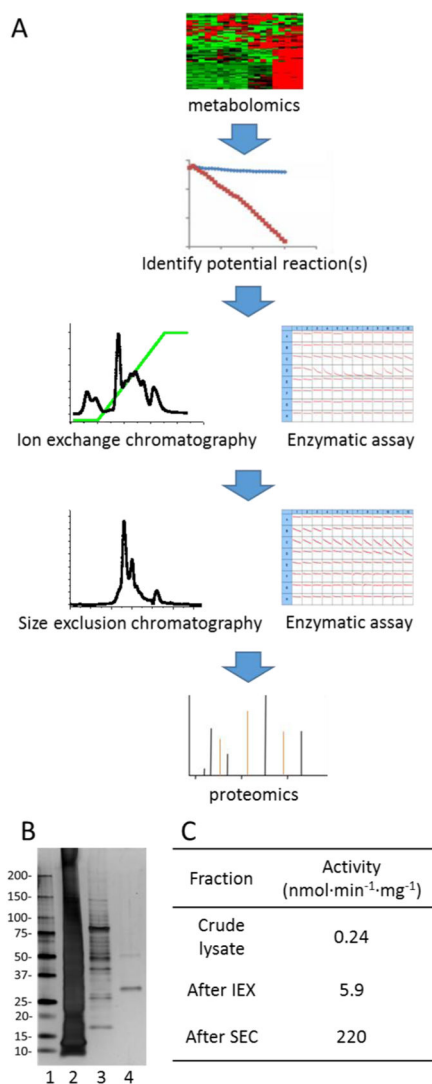 A
metabolomics
Identify potential reaction(s)
Ion exchange chromatography Enzymatic assay
Size exclusion chromatography Enzymatic assay
proteomics
B
200-
150-
100-
75-
50-
37-
25-
20-
15-
10-
1 2 3 4
C
Fraction Activity
(nmol·min⁻¹·mg⁻¹)
Crude
lysate 0.24
After IEX 5.9
After SEC 220